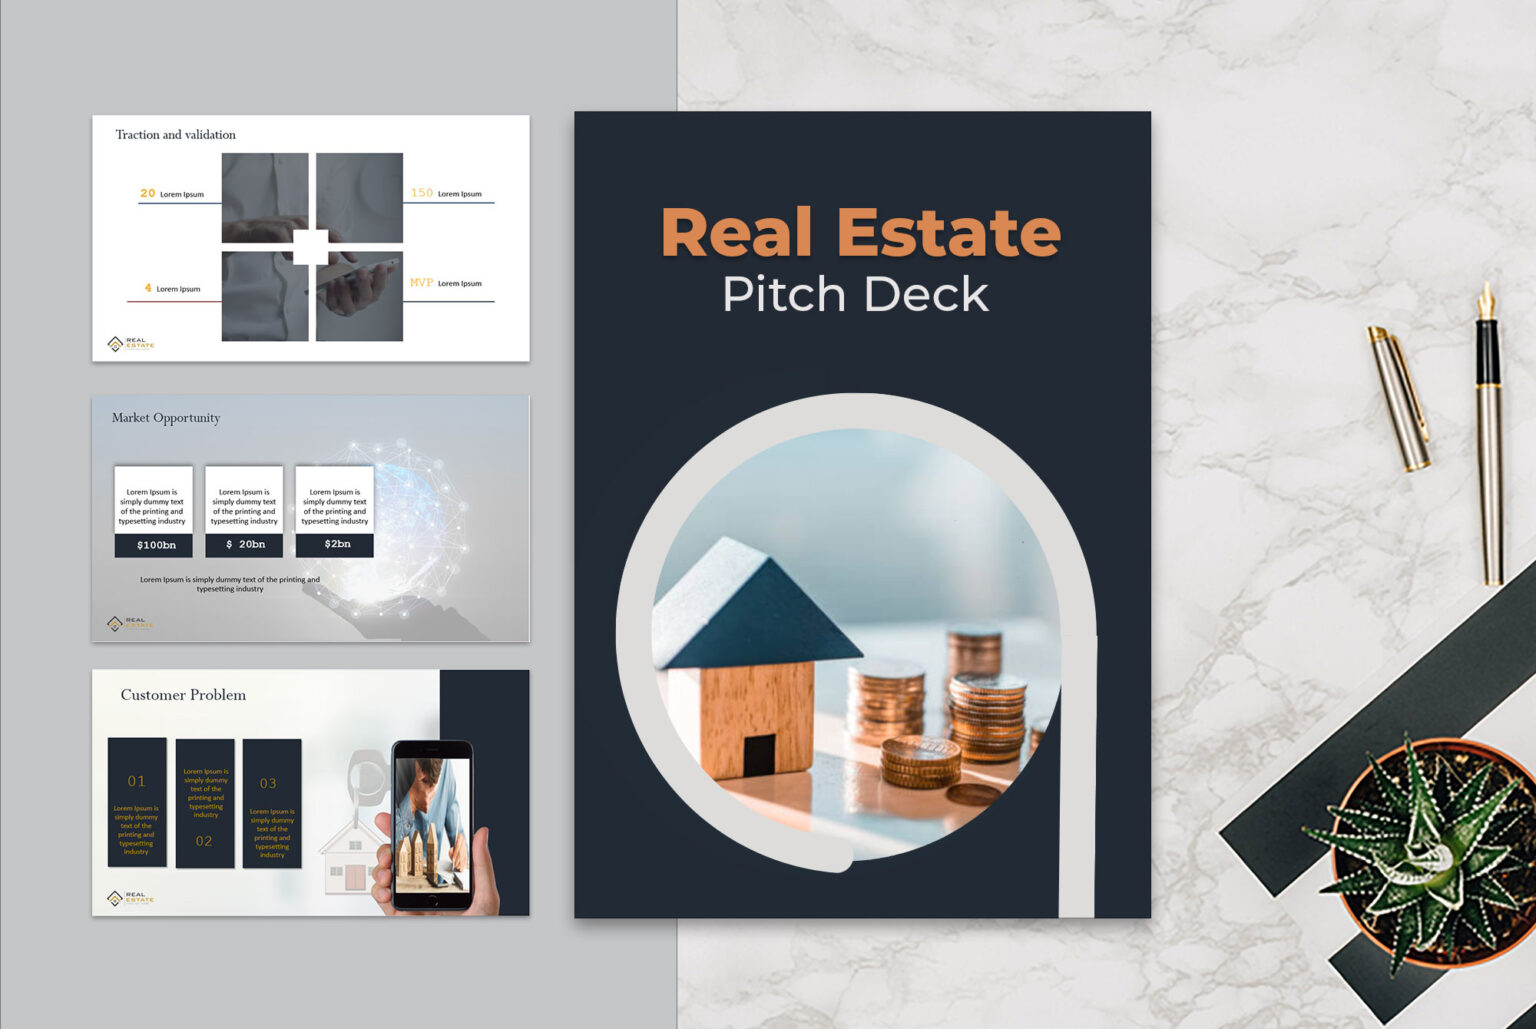 Traction and validation
20 Lorem Ipsum
150 Lorem Ipsum
4 Lorem Ipsum
MVP Lorem Ipsum
REAL
ESTATE
Market Opportunity
Lorem Ipsum is
simply dummy text
of the printing and
typesetting industry
$100bn
Lorem Ipsum is
simply dummy text
of the printing and
typesetting industry
$ 20bn
Lorem Ipsum is
simply dummy text
of the printing and
typesetting industry
$2bn
Lorem Ipsum is simply dummy text of the printing and
typesetting industry
REAL
ESTATE
Customer Problem
01
Lorem Ipsum is
simply dummy
text of the
printing and
typesetting
industry
Lorem Ipsum is
simply dummy
text of the
printing and
typesetting
industry
02
03
Lorem Ipsum is
simply dummy
text of the
printing and
typesetting
industry
REAL
ESTATE
Real Estate
Pitch Deck